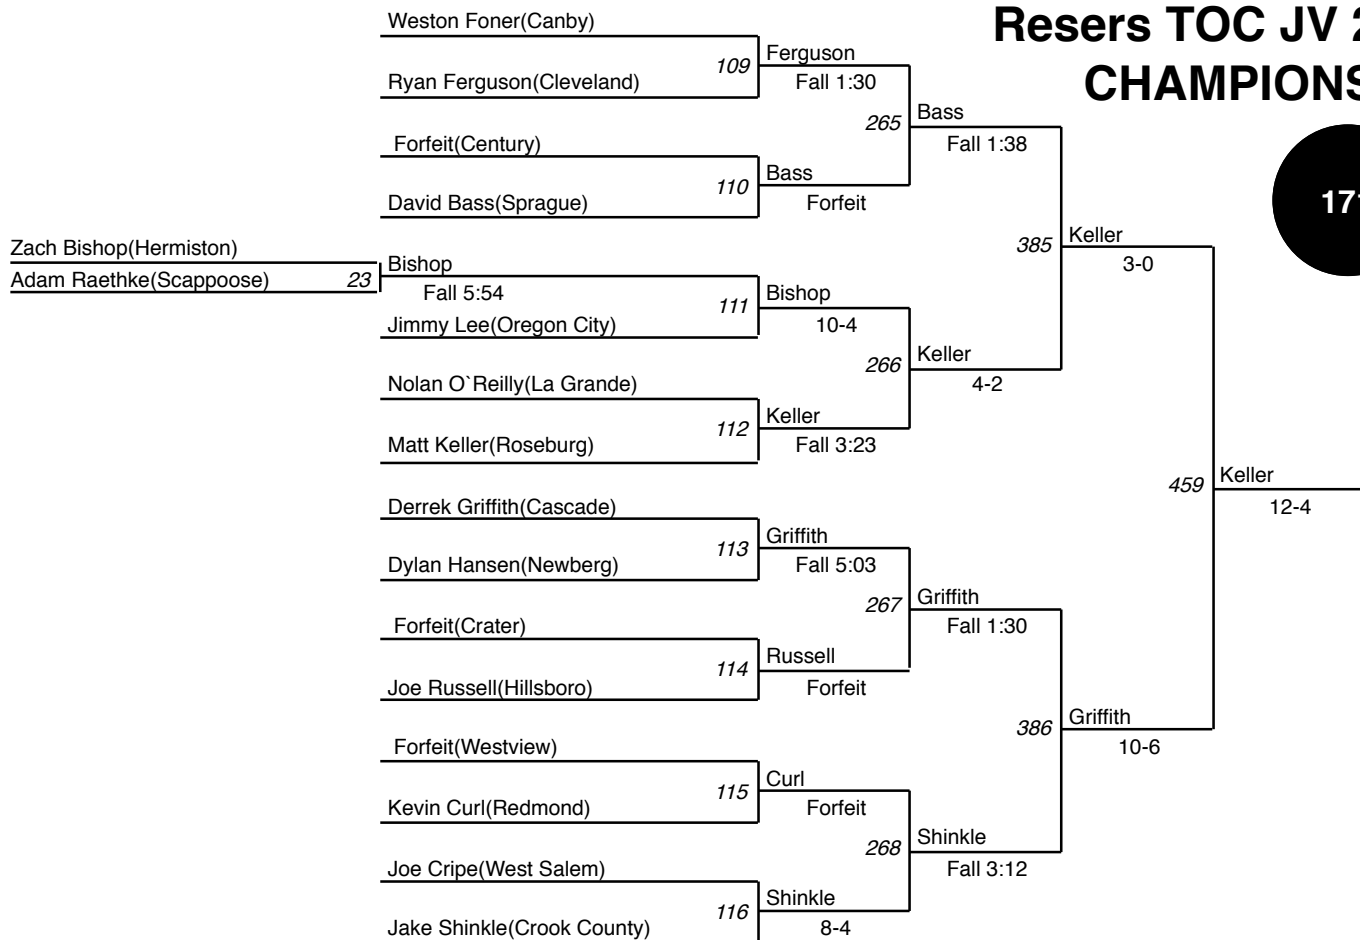 Resers TOC JV 2
CHAMPIONS
171
Weston Foner(Canby)
109
Ferguson
Fall 1:30
Ryan Ferguson(Cleveland)
265
Bass
Fall 1:38
Forfeit(Century)
110
Bass
Forfeit
David Bass(Sprague)
385
Keller
3-0
Zach Bishop(Hermiston)
Adam Raethke(Scappoose)
23
Bishop
Fall 5:54
111
Bishop
10-4
Jimmy Lee(Oregon City)
266
Keller
4-2
Nolan O`Reilly(La Grande)
112
Keller
Fall 3:23
Matt Keller(Roseburg)
459
Keller
12-4
Derrek Griffith(Cascade)
113
Griffith
Fall 5:03
Dylan Hansen(Newberg)
267
Griffith
Fall 1:30
Forfeit(Crater)
114
Russell
Forfeit
Joe Russell(Hillsboro)
386
Griffith
10-6
Forfeit(Westview)
115
Curl
Forfeit
Kevin Curl(Redmond)
268
Shinkle
Fall 3:12
Joe Cripe(West Salem)
116
Shinkle
8-4
Jake Shinkle(Crook County)